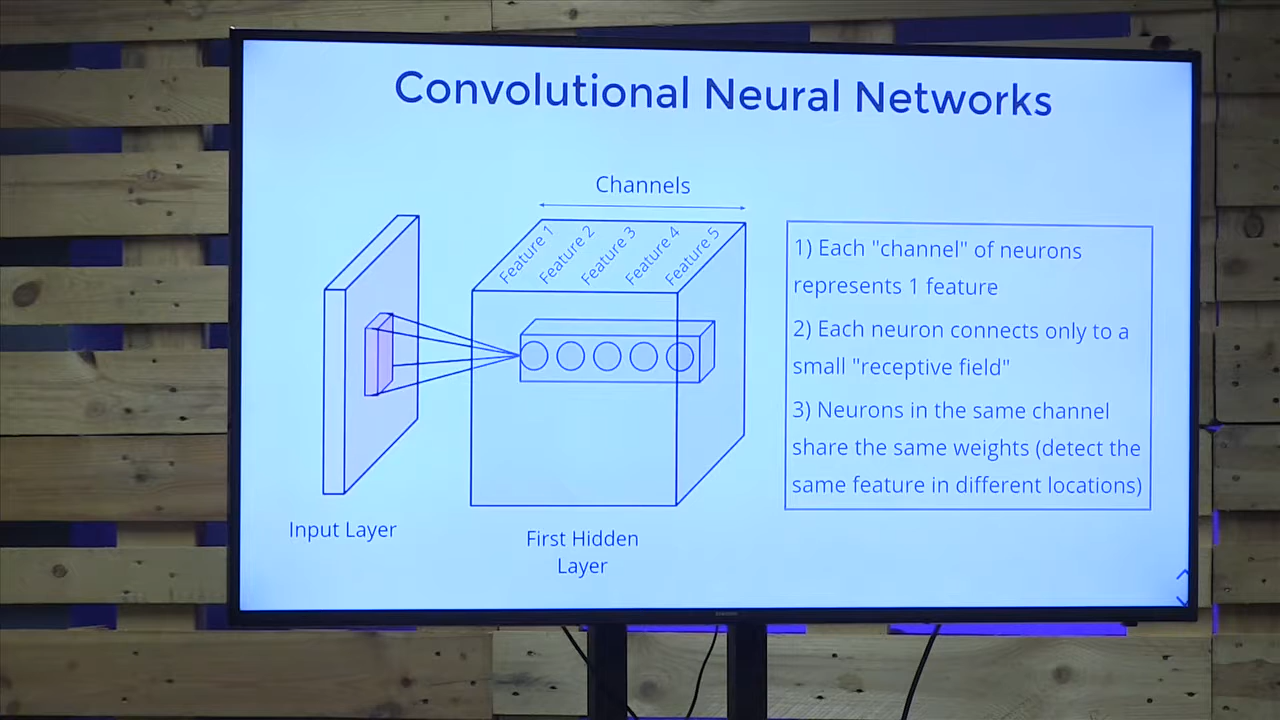 Convolutional Neural Networks
Channels
Feature 1
Feature 2
Feature 3
Feature 4
Feature 5
Input Layer
First Hidden
Layer
1) Each "channel" of neurons
represents 1 feature
2) Each neuron connects only to a
small "receptive field"
3) Neurons in the same channel
share the same weights (detect the
same feature in different locations)